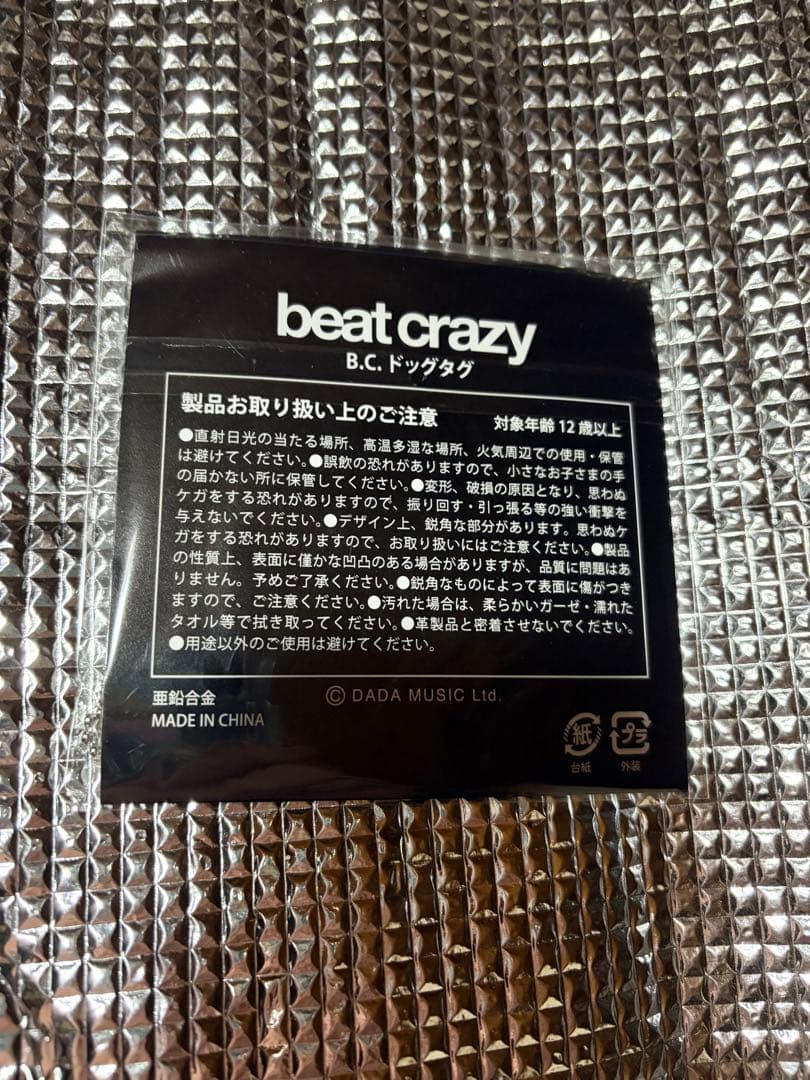 beat crazy
B.C. ドッグタグ
製品お取り扱い上のご注意 対象年齢 12 歳以上
●直射日光の当たる場所、高温多湿な場所、火気周辺での使用・保管
は避けてください。●誤飲の恐れがありますので、小さなお子さまの手
の届かない所に保管してください。●変形、破損の原因となり、思わぬ
ケガをする恐れがありますので、振り回す・引っ張る等の強い衝撃を
与えないでください。●デザイン上、鋭角な部分があります。思わぬケ
ガをする恐れがありますので、お取り扱いにはご注意ください。●製品
の性質上、表面に僅かな凹凸のある場合がありますが、品質に問題はあ
りません。予めご了承ください。●鋭角なものによって表面に傷がつき
ますので、ご注意ください。●汚れた場合は、柔らかいガーゼ・濡れた
タオル等で拭き取ってください。●革製品と密着させないでください。
●用途以外のご使用は避けてください。
亜鉛合金
MADE IN CHINA
© DADA MUSIC Ltd.
紙 プラ
台紙 外装